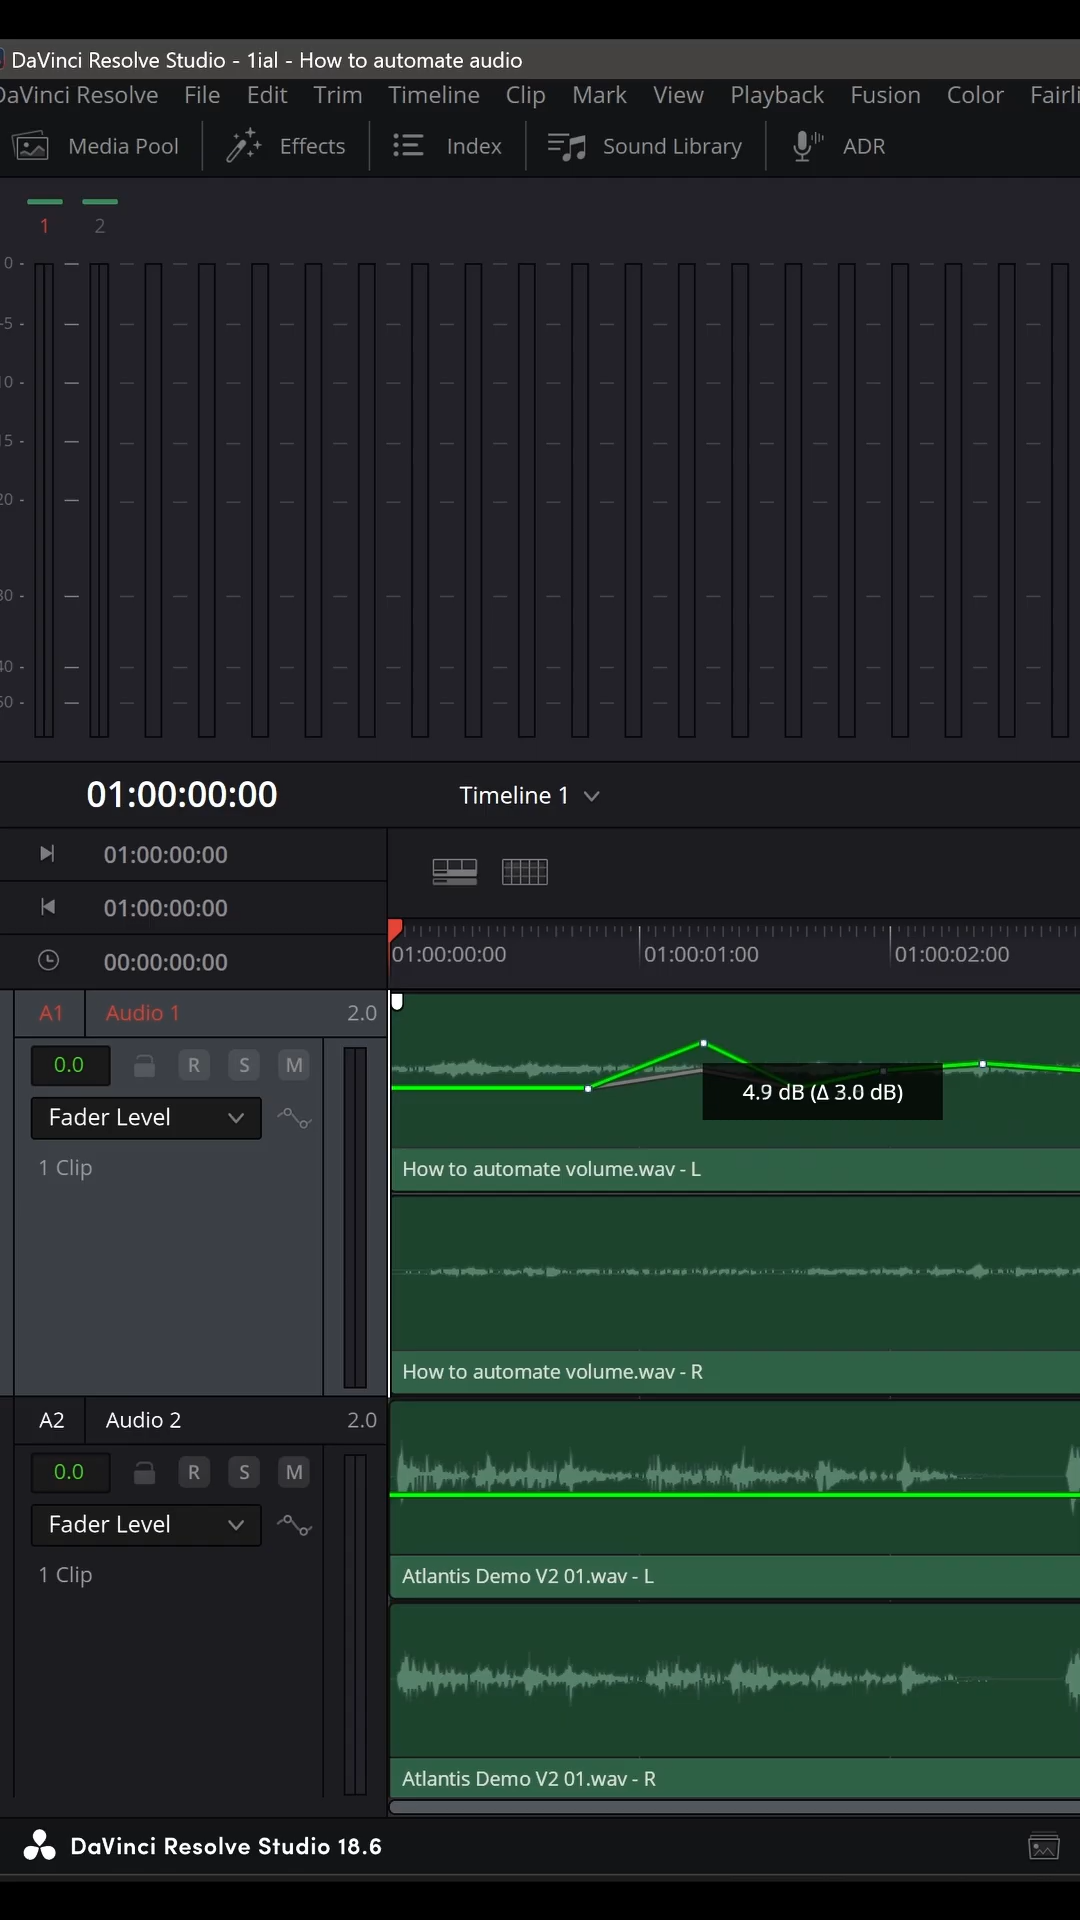 DaVinci Resolve Studio - 1ial - How to automate audio
DaVinci Resolve File Edit Trim Timeline Clip Mark View Playback Fusion Color Fairli
Media Pool Effects Index Sound Library ADR
1 2
0 -
-5 -
10 -
15 -
20 -
30 -
40 -
50 -
01:00:00:00 Timeline 1
01:00:00:00
01:00:00:00
00:00:00:00
01:00:00:00 01:00:01:00 01:00:02:00
A1 Audio 1 2.0
0.0 R S M
4.9 dB (Δ 3.0 dB)
Fader Level
1 Clip
How to automate volume.wav - L
How to automate volume.wav - R
A2 Audio 2 2.0
0.0 R S M
Fader Level
1 Clip
Atlantis Demo V2 01.wav - L
Atlantis Demo V2 01.wav - R
DaVinci Resolve Studio 18.6